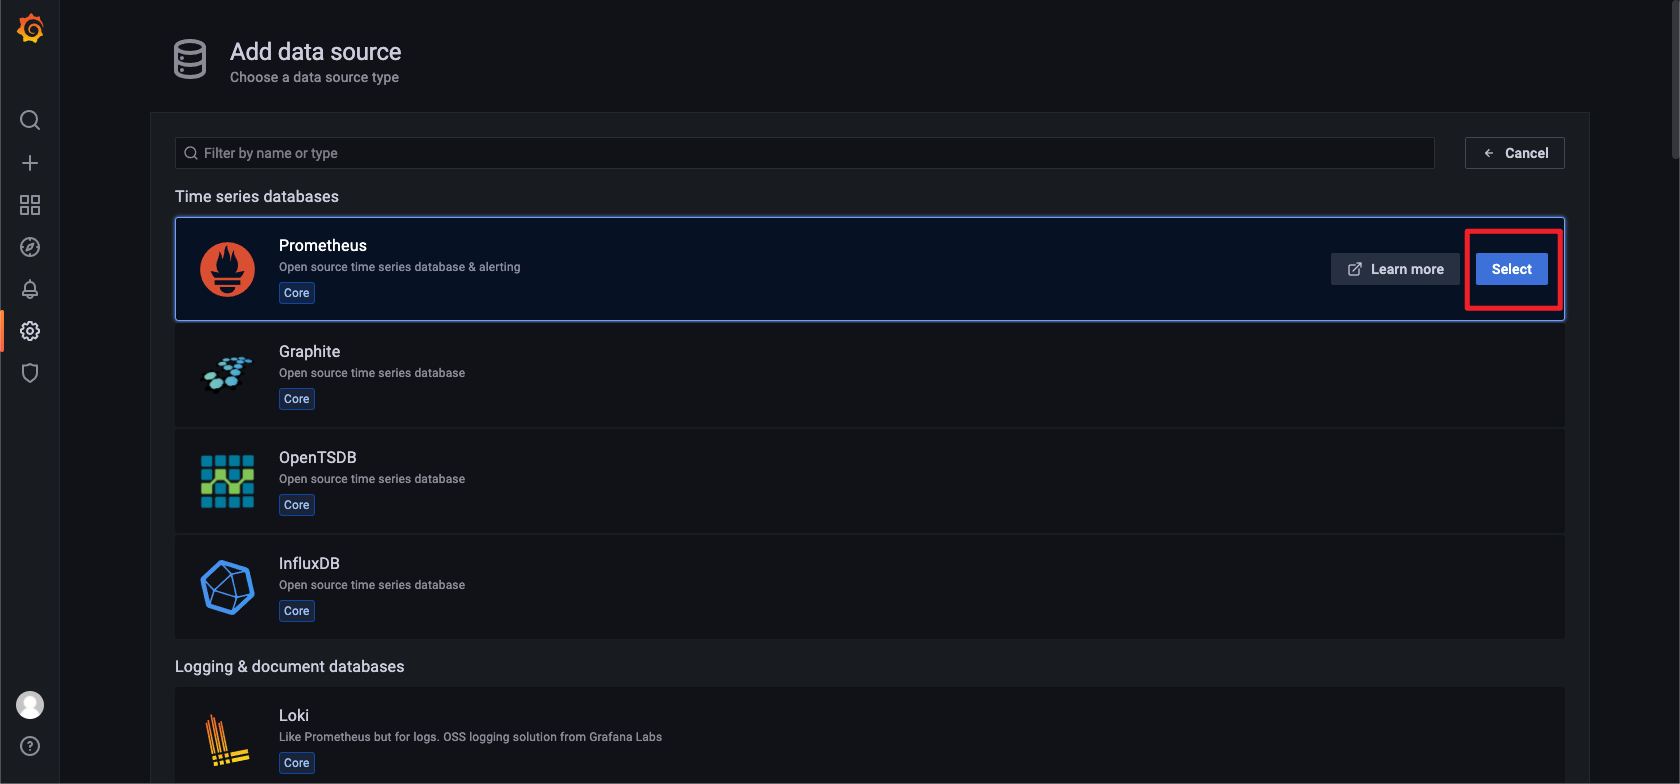 Add data source
Choose a data source type
Filter by name or type
Cancel
Time series databases
Prometheus
Open source time series database & alerting
Core
Learn more
Select
Graphite
Open source time series database
Core
OpenTSDB
Open source time series database
Core
InfluxDB
Open source time series database
Core
Logging & document databases
Loki
Like Prometheus but for logs. OSS logging solution from Grafana Labs
Core